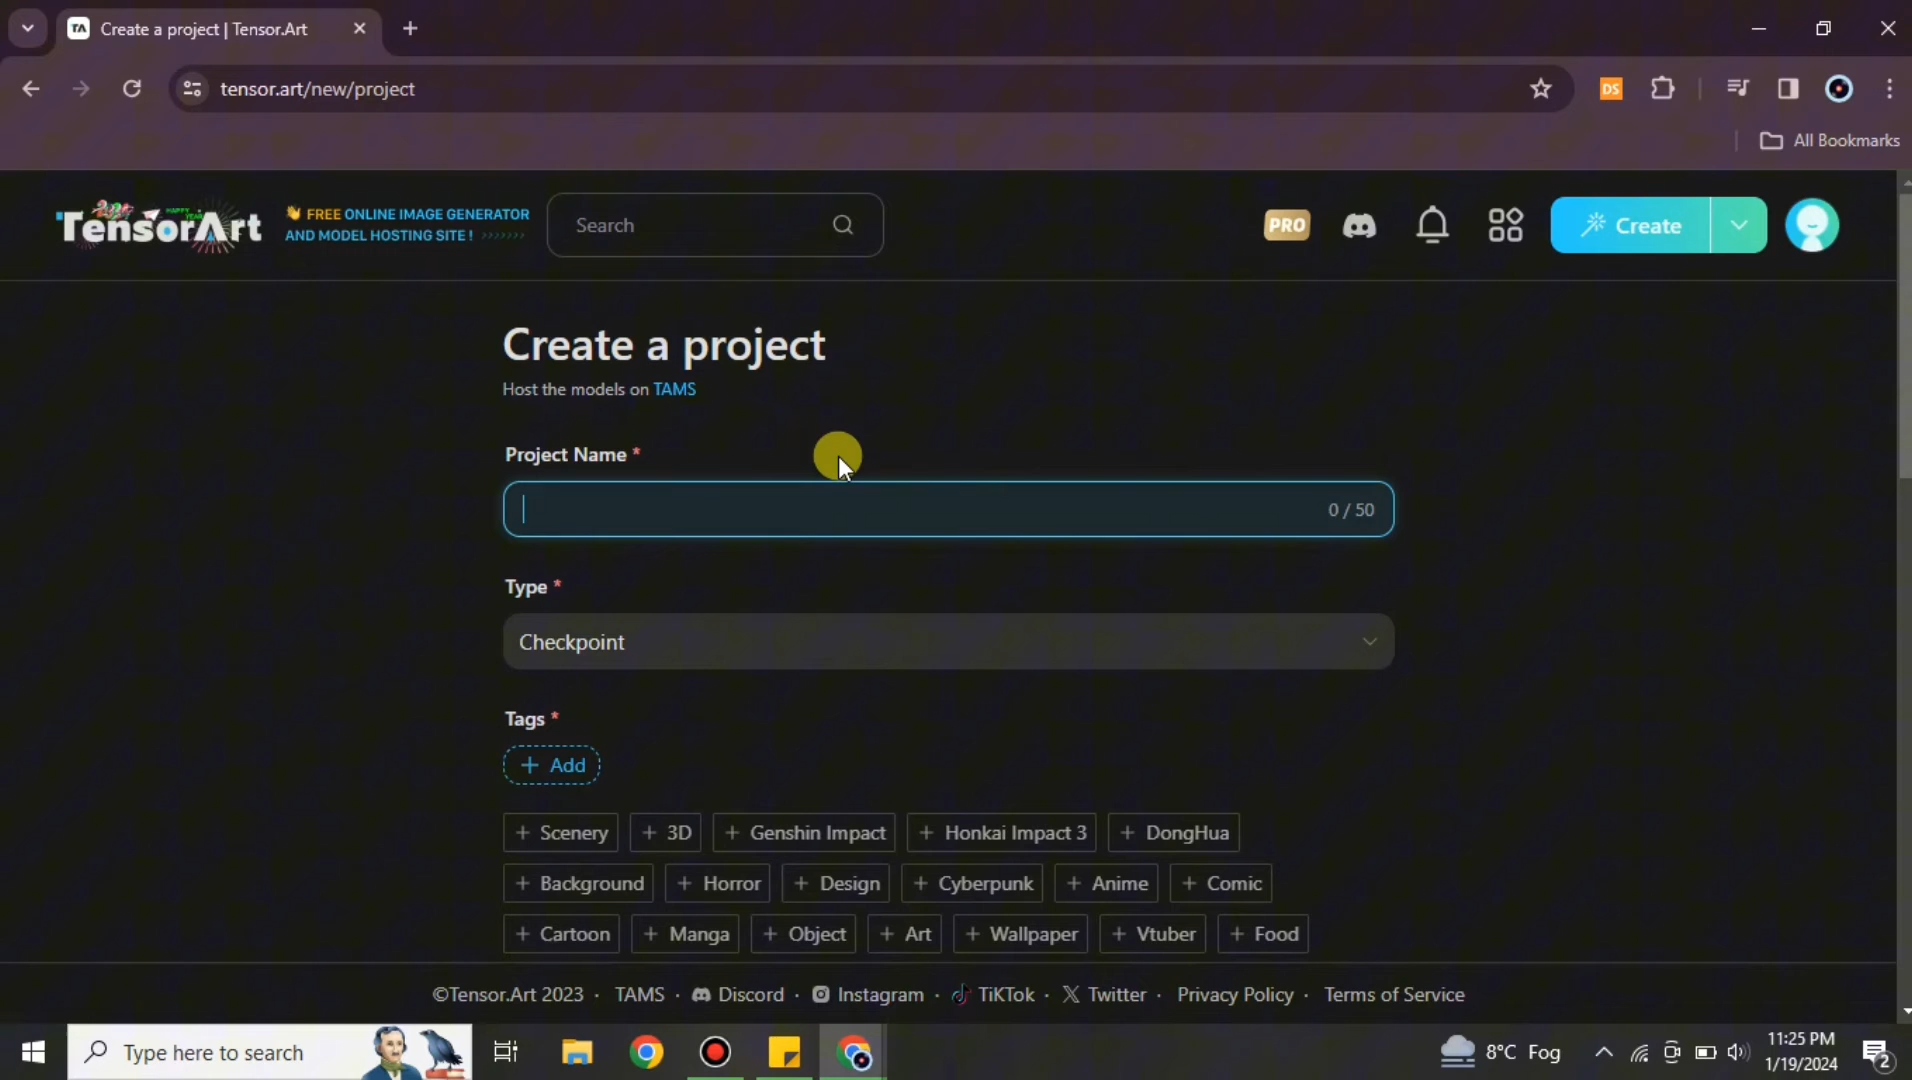 Create a project | Tensor.Art
tensor.art/new/project
DS
All Bookmarks
TensorArt
FREE ONLINE IMAGE GENERATOR
AND MODEL HOSTING SITE !
Search
PRO
Create
Create a project
Host the models on TAMS
Project Name *
0 / 50
Type *
Checkpoint
Tags *
+ Add
+ Scenery + 3D + Genshin Impact + Honkai Impact 3 + DongHua
+ Background + Horror + Design + Cyberpunk + Anime + Comic
+ Cartoon + Manga + Object + Art + Wallpaper + Vtuber + Food
©Tensor.Art 2023 · TAMS · Discord · Instagram · TiKTok · Twitter · Privacy Policy · Terms of Service
Type here to search
8°C Fog
11:25 PM
1/19/2024
2